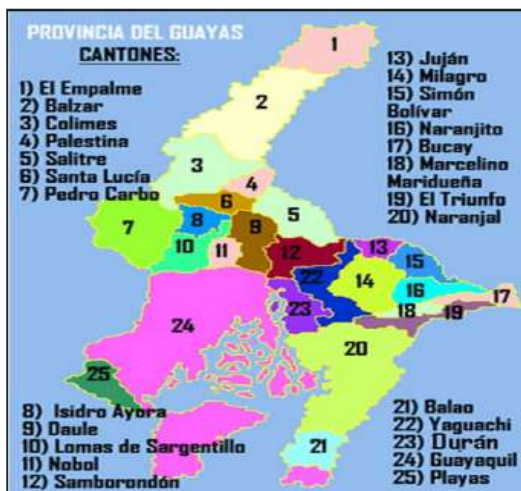 PROVINCIA DEL GUAYAS
CANTONES:
1) El Empalme
2) Balzar
3) Colimes
4) Palestina
5) Salitre
6) Santa Lucía
7) Pedro Carbo
13) Juján
14) Milagro
15) Simón
Bolívar
16) Naranjito
17) Bucay
18) Marcelino
Maridueña
19) El Triunfo
20) Naranjal
1
2
3
4
5
6
7
8
9
10
11
12
13
14
15
16
17
18
19
20
21
22
23
24
25
8) Isidro Ayora
9) Daule
10) Lomas de Sargentillo
11) Nobol
12) Samborondón
21) Balao
22) Yaguachi
23) Durán
24) Guayaquil
25) Playas